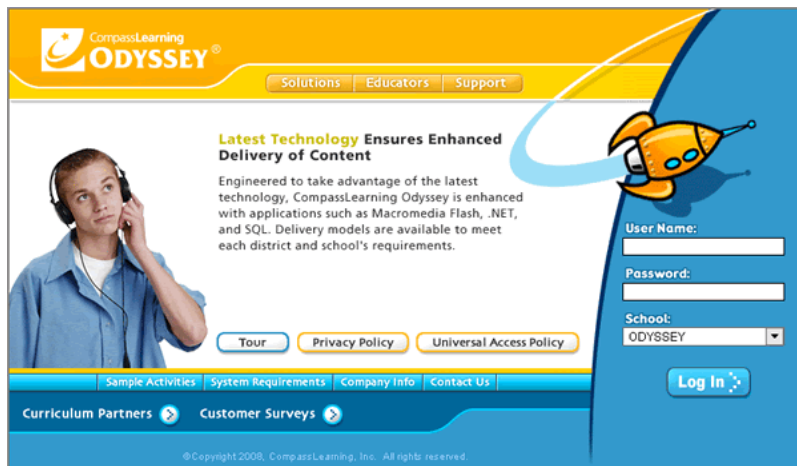 CompassLearning
ODYSSEY®
Solutions Educators Support
Latest Technology Ensures Enhanced
Delivery of Content
Engineered to take advantage of the latest
technology, CompassLearning Odyssey is enhanced
with applications such as Macromedia Flash, .NET,
and SQL. Delivery models are available to meet
each district and school's requirements.
Tour Privacy Policy Universal Access Policy
User Name:
Password:
School:
ODYSSEY
Log In
Sample Activities System Requirements Company Info Contact Us
Curriculum Partners Customer Surveys
©Copyright 2008, CompassLearning, Inc. All rights reserved.